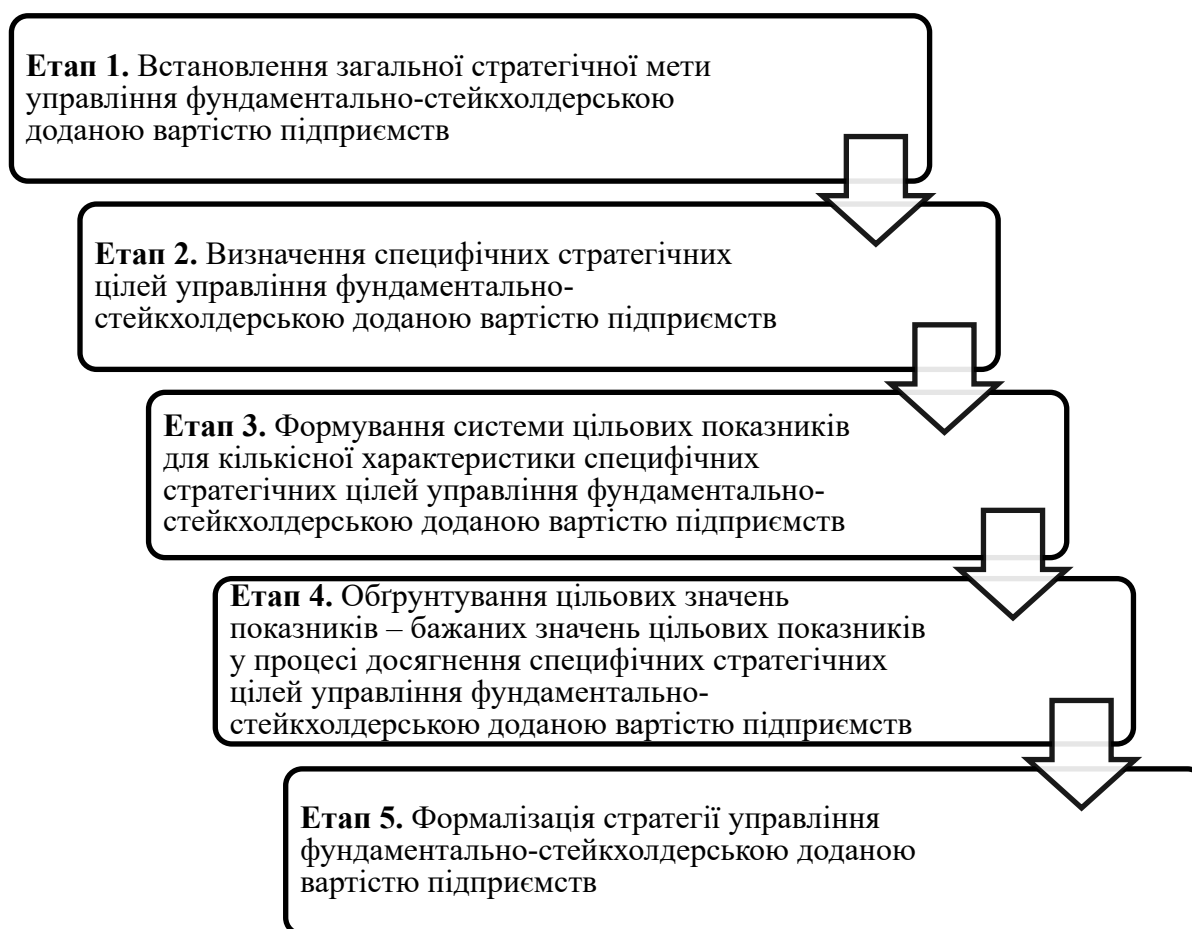 Етап 1. Встановлення загальної стратегічної мети
управління фундаментально-стейкхолдерською
доданою вартістю підприємств
Етап 2. Визначення специфічних стратегічних
цілей управління фундаментально-
стейкхолдерською доданою вартістю підприємств
Етап 3. Формування системи цільових показників
для кількісної характеристики специфічних
стратегічних цілей управління фундаментально-
стейкхолдерською доданою вартістю підприємств
Етап 4. Обґрунтування цільових значень
показників – бажаних значень цільових показників
у процесі досягнення специфічних стратегічних
цілей управління фундаментально-
стейкхолдерською доданою вартістю підприємств
Етап 5. Формалізація стратегії управління
фундаментально-стейкхолдерською доданою
вартістю підприємств